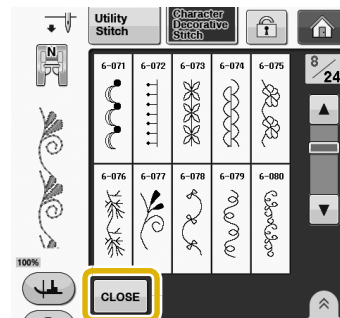 Utility
Stitch
Character
Decorative
Stitch
N
6-071
6-072
6-073
6-074
6-075
8/24
6-076
6-077
6-078
6-079
6-080
100%
CLOSE